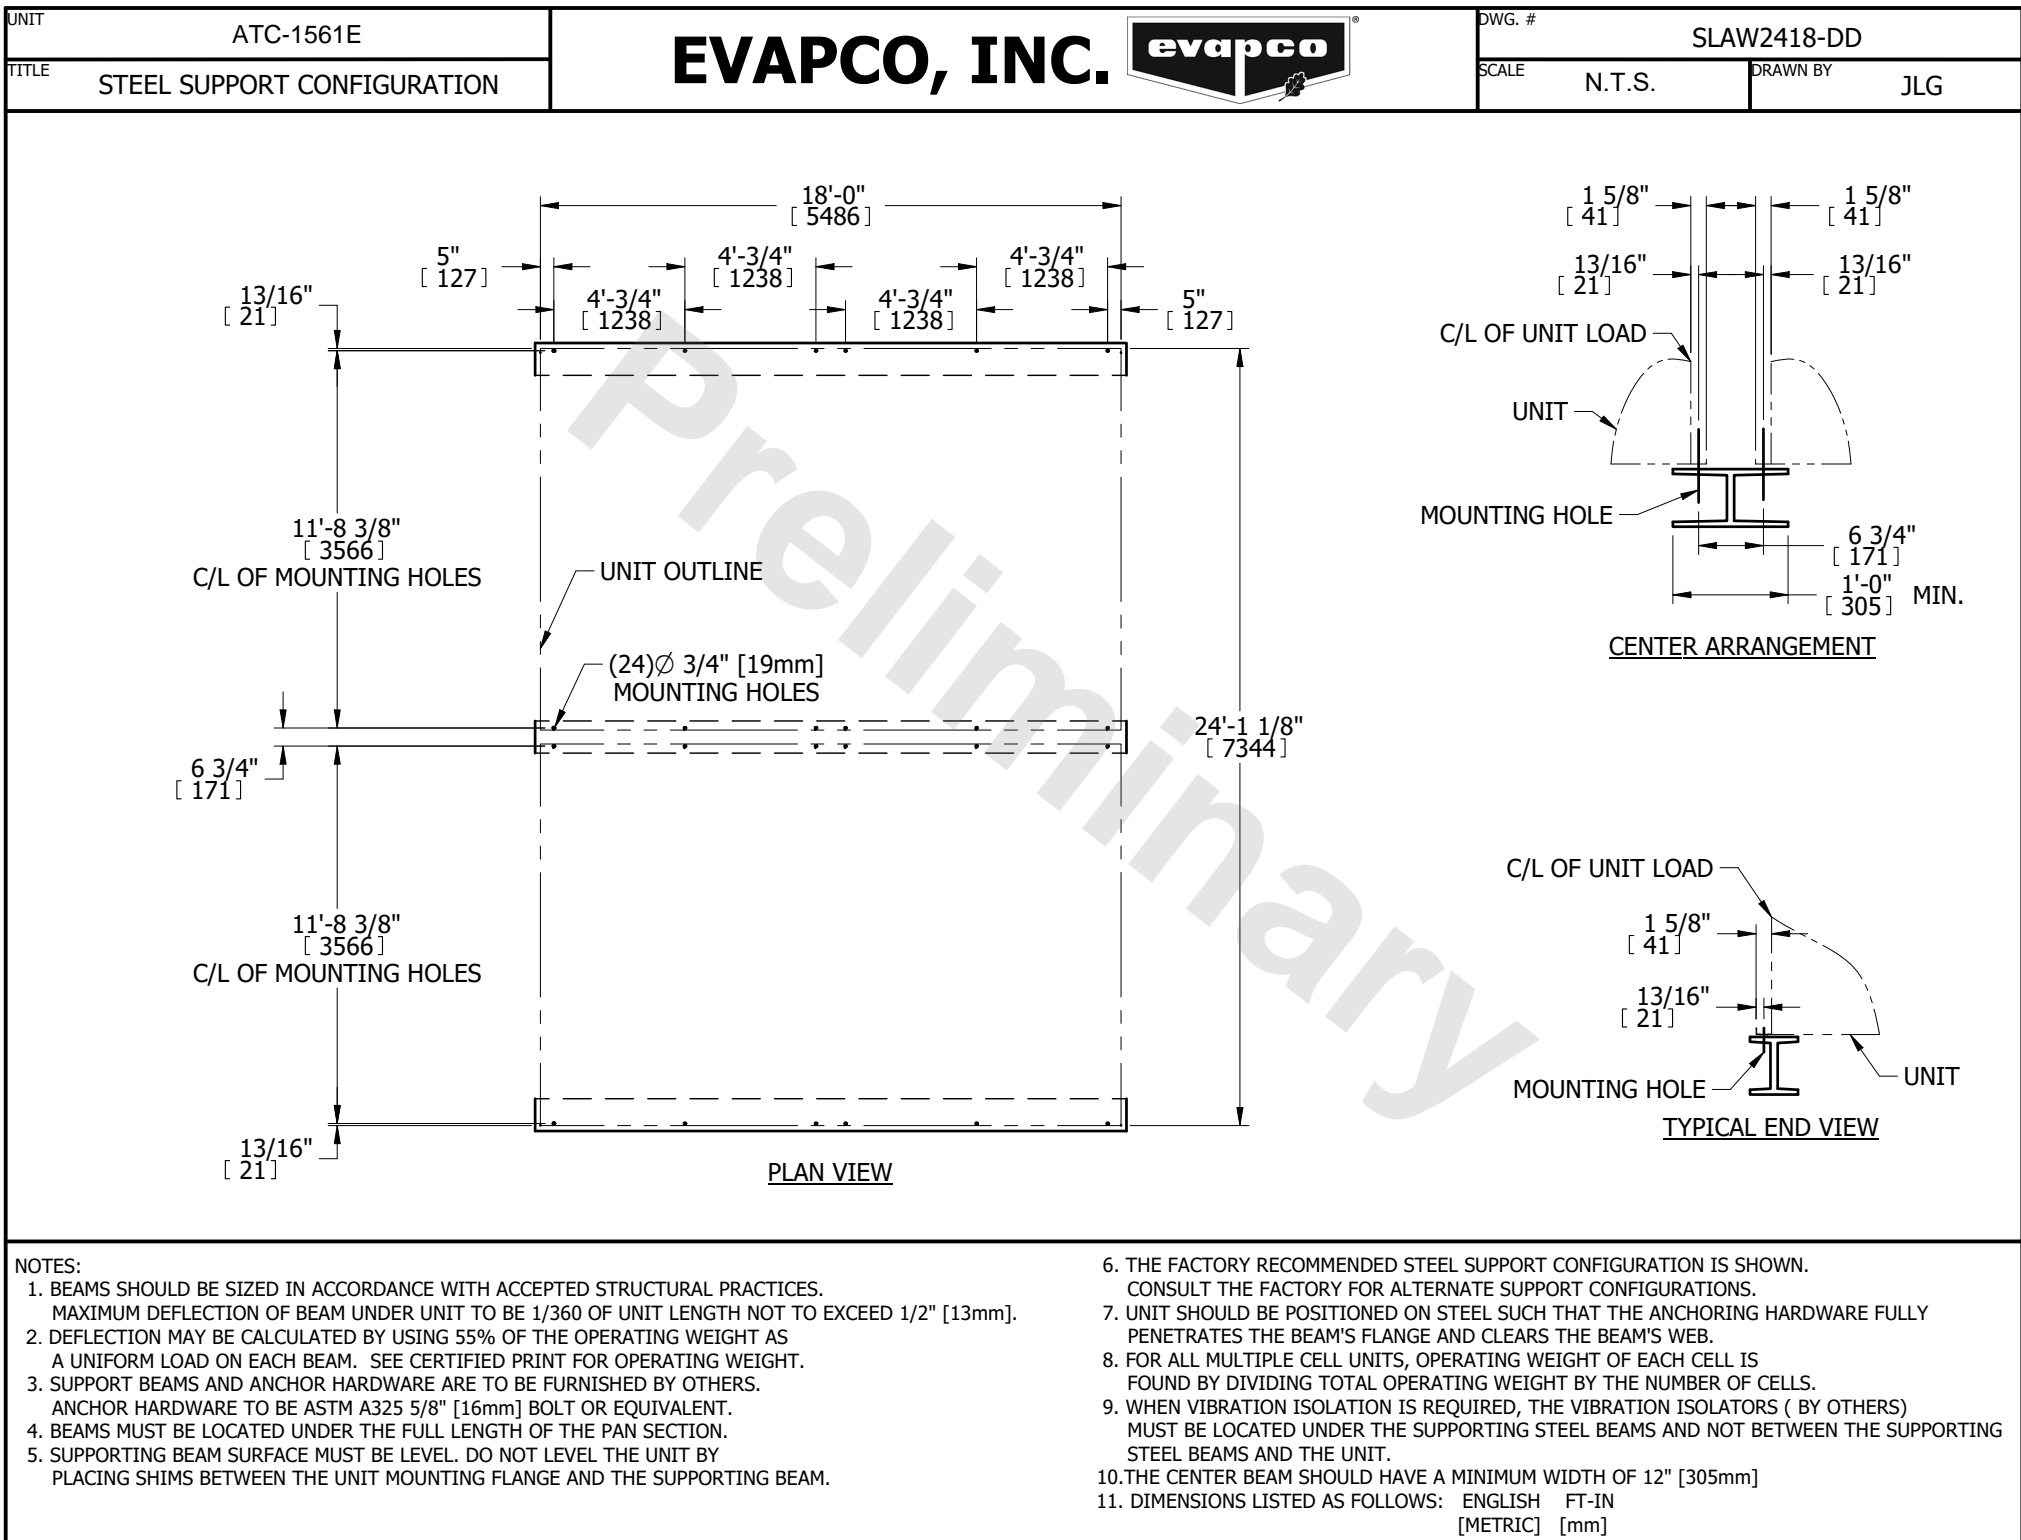 UNIT
ATC-1561E
TITLE
STEEL SUPPORT CONFIGURATION
EVAPCO, INC.
evapco
®
DWG. #
SLAW2418-DD
SCALE
N.T.S.
DRAWN BY
JLG
18'-0"
[ 5486 ]
5"
[ 127 ]
4'-3/4"
[ 1238 ]
4'-3/4"
[ 1238 ]
13/16"
[ 21 ]
4'-3/4"
[ 1238 ]
4'-3/4"
[ 1238 ]
5"
[ 127 ]
11'-8 3/8"
[ 3566 ]
C/L OF MOUNTING HOLES
UNIT OUTLINE
(24)Ø 3/4" [19mm]
MOUNTING HOLES
6 3/4"
[ 171 ]
24'-1 1/8"
[ 7344 ]
11'-8 3/8"
[ 3566 ]
C/L OF MOUNTING HOLES
13/16"
[ 21 ]
PLAN VIEW
Preliminary
1 5/8"
[ 41 ]
1 5/8"
[ 41 ]
13/16"
[ 21 ]
13/16"
[ 21 ]
C/L OF UNIT LOAD
UNIT
MOUNTING HOLE
6 3/4"
[ 171 ]
1'-0"
[ 305 ] MIN.
CENTER ARRANGEMENT
C/L OF UNIT LOAD
1 5/8"
[ 41 ]
13/16"
[ 21 ]
MOUNTING HOLE
UNIT
TYPICAL END VIEW
NOTES:
1. BEAMS SHOULD BE SIZED IN ACCORDANCE WITH ACCEPTED STRUCTURAL PRACTICES.
MAXIMUM DEFLECTION OF BEAM UNDER UNIT TO BE 1/360 OF UNIT LENGTH NOT TO EXCEED 1/2" [13mm].
2. DEFLECTION MAY BE CALCULATED BY USING 55% OF THE OPERATING WEIGHT AS
A UNIFORM LOAD ON EACH BEAM. SEE CERTIFIED PRINT FOR OPERATING WEIGHT.
3. SUPPORT BEAMS AND ANCHOR HARDWARE ARE TO BE FURNISHED BY OTHERS.
ANCHOR HARDWARE TO BE ASTM A325 5/8" [16mm] BOLT OR EQUIVALENT.
4. BEAMS MUST BE LOCATED UNDER THE FULL LENGTH OF THE PAN SECTION.
5. SUPPORTING BEAM SURFACE MUST BE LEVEL. DO NOT LEVEL THE UNIT BY
PLACING SHIMS BETWEEN THE UNIT MOUNTING FLANGE AND THE SUPPORTING BEAM.
6. THE FACTORY RECOMMENDED STEEL SUPPORT CONFIGURATION IS SHOWN.
CONSULT THE FACTORY FOR ALTERNATE SUPPORT CONFIGURATIONS.
7. UNIT SHOULD BE POSITIONED ON STEEL SUCH THAT THE ANCHORING HARDWARE FULLY
PENETRATES THE BEAM'S FLANGE AND CLEARS THE BEAM'S WEB.
8. FOR ALL MULTIPLE CELL UNITS, OPERATING WEIGHT OF EACH CELL IS
FOUND BY DIVIDING TOTAL OPERATING WEIGHT BY THE NUMBER OF CELLS.
9. WHEN VIBRATION ISOLATION IS REQUIRED, THE VIBRATION ISOLATORS ( BY OTHERS)
MUST BE LOCATED UNDER THE SUPPORTING STEEL BEAMS AND NOT BETWEEN THE SUPPORTING
STEEL BEAMS AND THE UNIT.
10.THE CENTER BEAM SHOULD HAVE A MINIMUM WIDTH OF 12" [305mm]
11. DIMENSIONS LISTED AS FOLLOWS: ENGLISH FT-IN
[METRIC] [mm]